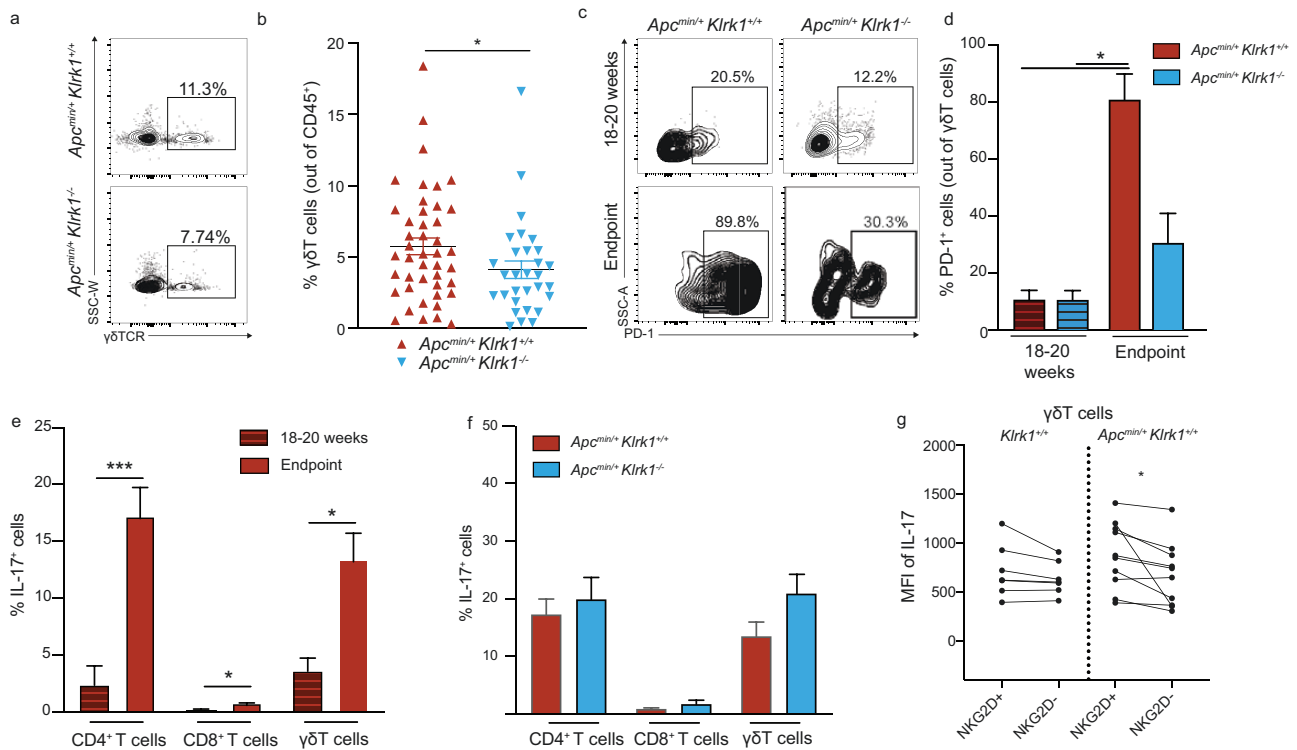 a
Apcmin/+ Klrk1+/+
11.3%
Apcmin/+ Klrk1-/-
7.74%
SSC-W
γδTCR
b
% γδT cells (out of CD45+)
20
15
10
5
0
*
Apcmin/+ Klrk1+/+
Apcmin/+ Klrk1-/-
c
Apcmin/+ Klrk1+/+ Apcmin/+ Klrk1-/-
18-20 weeks
20.5% 12.2%
Endpoint
89.8% 30.3%
SSC-A
PD-1
d
% PD-1+ cells (out of γδT cells)
100
80
60
40
20
0
*
Apcmin/+ Klrk1+/+
Apcmin/+ Klrk1-/-
18-20
weeks
Endpoint
e
% IL-17+ cells
25
20
15
10
5
0
18-20 weeks
Endpoint
***
*
*
CD4+ T cells CD8+ T cells γδT cells
f
% IL-17+ cells
50
40
30
20
10
Apcmin/+ Klrk1+/+
Apcmin/+ Klrk1-/-
CD4+ T cells CD8+ T cells γδT cells
g
γδT cells
Klrk1+/+ Apcmin/+ Klrk1+/+
*
MFI of IL-17
2000
1500
1000
500
0
NKG2D+ NKG2D- NKG2D+ NKG2D-